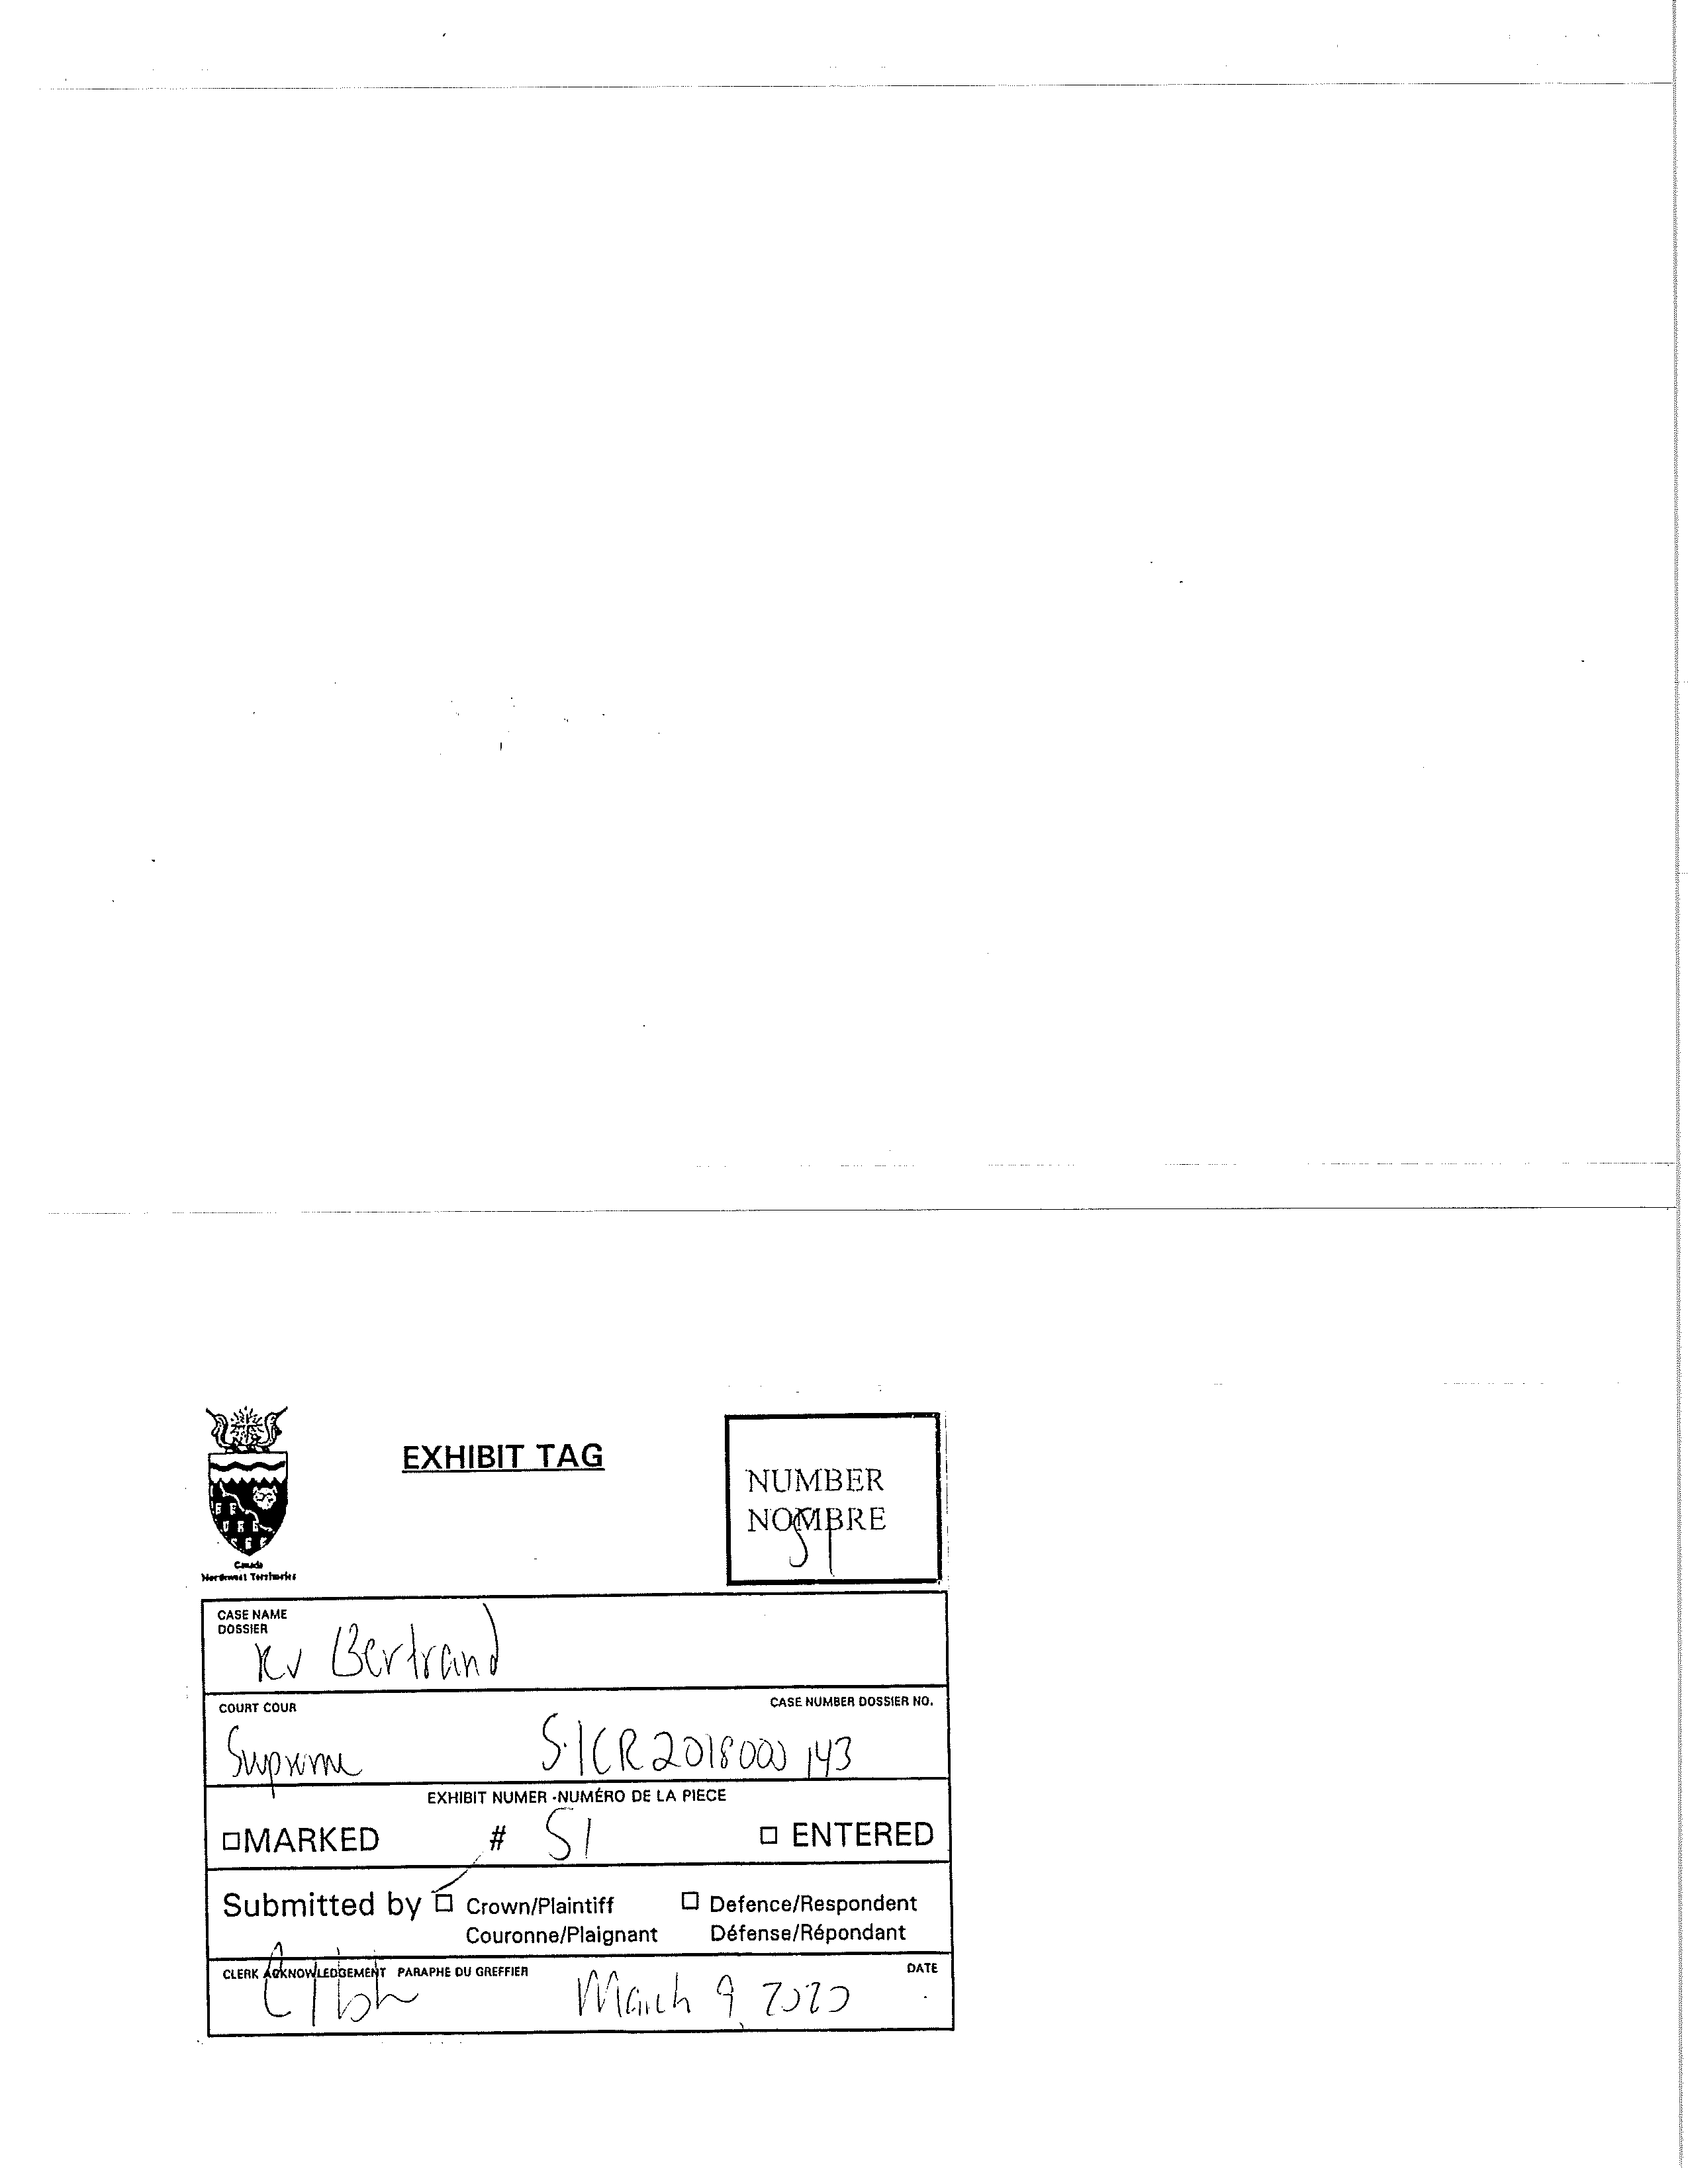 EXHIBIT TAG
NUMBER
NOMBRE
51
Canada
Northwest Territories
CASE NAME
DOSSIER
R v Bertrand
COURT COUR
CASE NUMBER DOSSIER NO.
Supreme
S-1CR2018000143
EXHIBIT NUMER -NUMÉRO DE LA PIECE
☐MARKED
# 51
☐ ENTERED
Submitted by ☐ Crown/Plaintiff ☐ Defence/Respondent
Couronne/Plaignant Défense/Répondant
CLERK ACKNOWLEDGEMENT PARAPHE DU GREFFIER
DATE
March 9, 2020